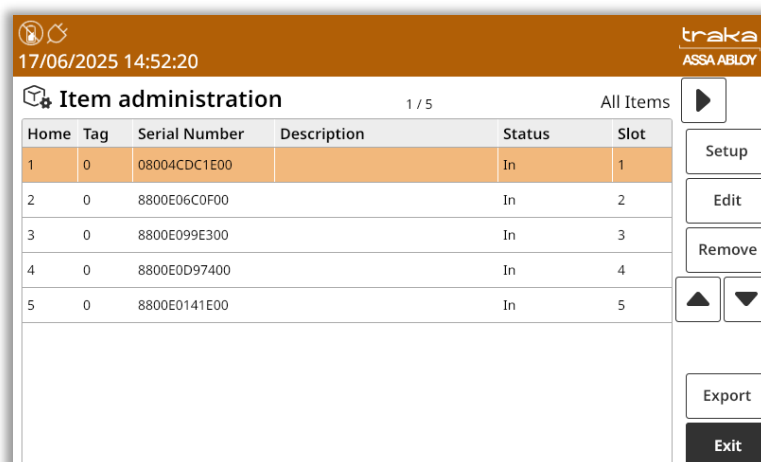 traka
17/06/2025 14:52:20
ASSA ABLOY
Item administration 1 / 5 All Items
Home Tag Serial Number Description Status Slot
1 0 08004CDC1E00 In 1
2 0 8800E06C0F00 In 2
3 0 8800E099E300 In 3
4 0 8800E0D97400 In 4
5 0 8800E0141E00 In 5
Setup
Edit
Remove
Export
Exit